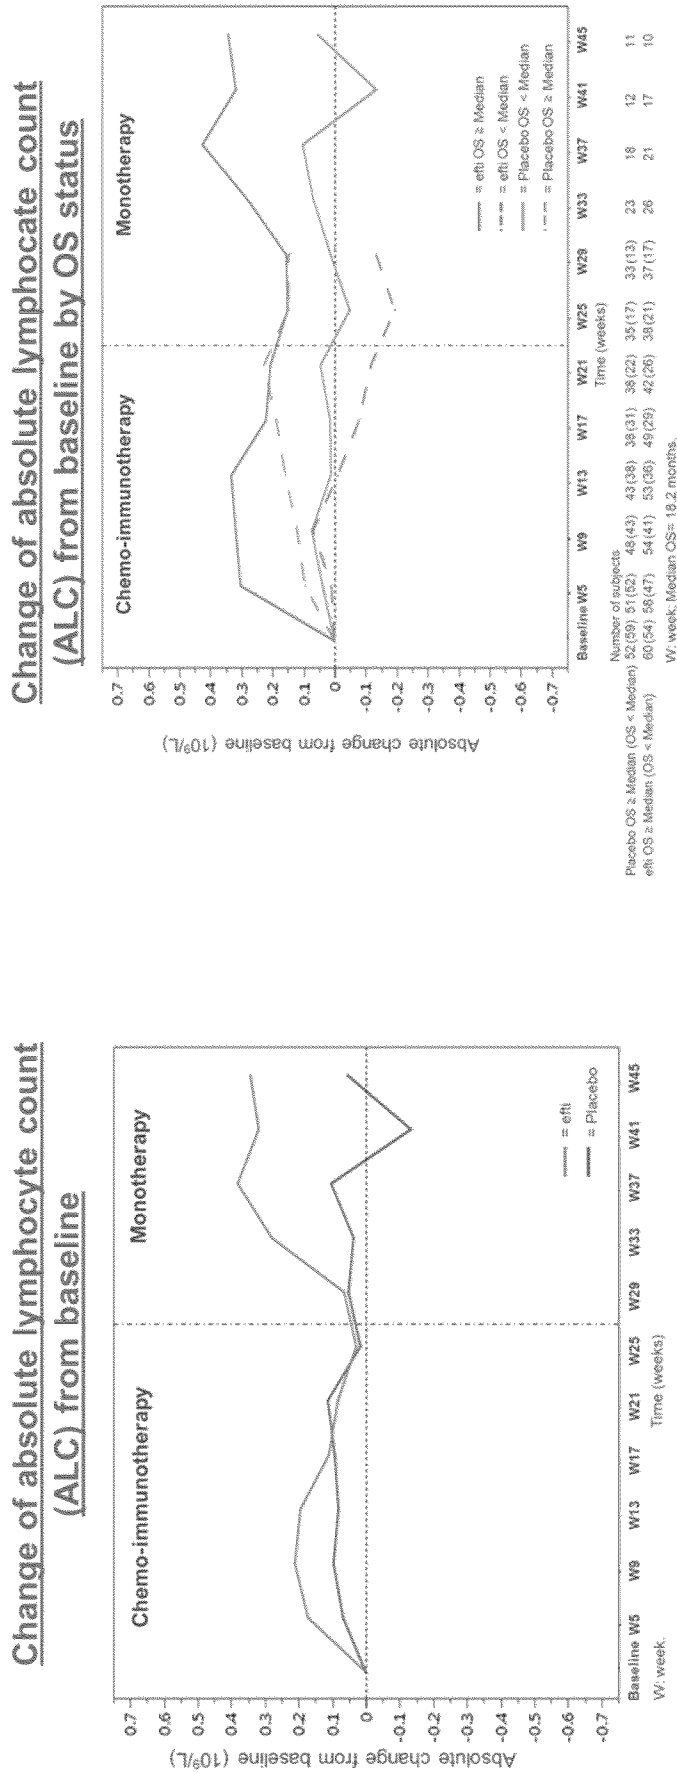 Change of absolute lymphocyte count
(ALC) from baseline
Absolute change from baseline (10⁹/L)
0.7
0.6
0.5
0.4
0.3
0.2
0.1
0
-0.1
-0.2
-0.3
-0.4
-0.5
-0.6
-0.7
Chemo-immunotherapy
Monotherapy
= efti
= Placebo
Baseline W5 W9 W13 W17 W21 W25 W29 W33 W37 W41 W45
Time (weeks)
W: week.
Change of absolute lymphocate count
(ALC) from baseline by OS status
Absolute change from baseline (10⁹/L)
0.7
0.6
0.5
0.4
0.3
0.2
0.1
0
-0.1
-0.2
-0.3
-0.4
-0.5
-0.6
-0.7
Chemo-immunotherapy
Monotherapy
= efti OS ≥ Median
= efti OS < Median
= Placebo OS < Median
= Placebo OS ≥ Median
Baseline W5 W9 W13 W17 W21 W25 W29 W33 W37 W41 W45
Time (weeks)
Number of subjects
Placebo OS ≥ Median (OS < Median) 52(59) 51(52) 48(43) 43(38) 38(31) 38(22) 35(17) 33(13) 23 18 12 11
efti OS ≥ Median (OS < Median) 60(54) 58(47) 54(41) 53(36) 49(29) 42(26) 38(21) 37(17) 26 21 17 10
W: week; Median OS= 18.2 months.